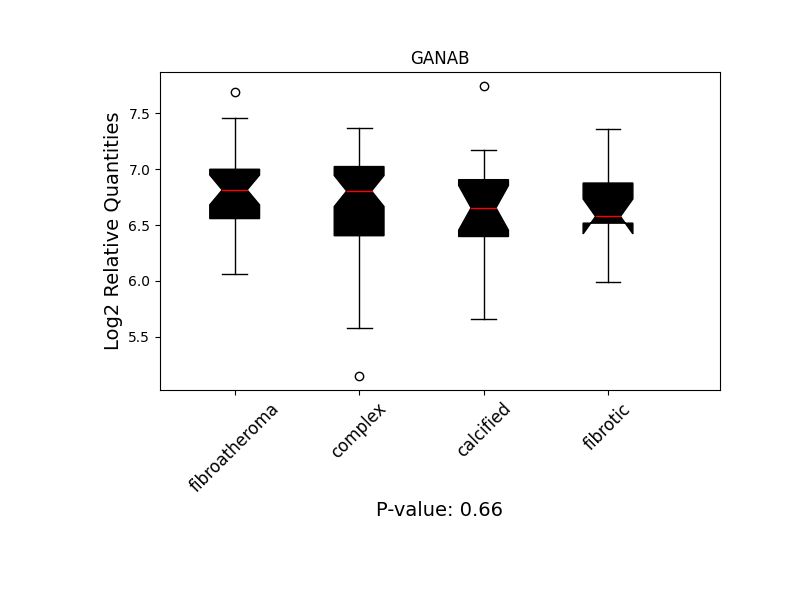 GANAB
Log2 Relative Quantities
7.5
7.0
6.5
6.0
5.5
fibroatheroma
complex
calcified
fibrotic
P-value: 0.66